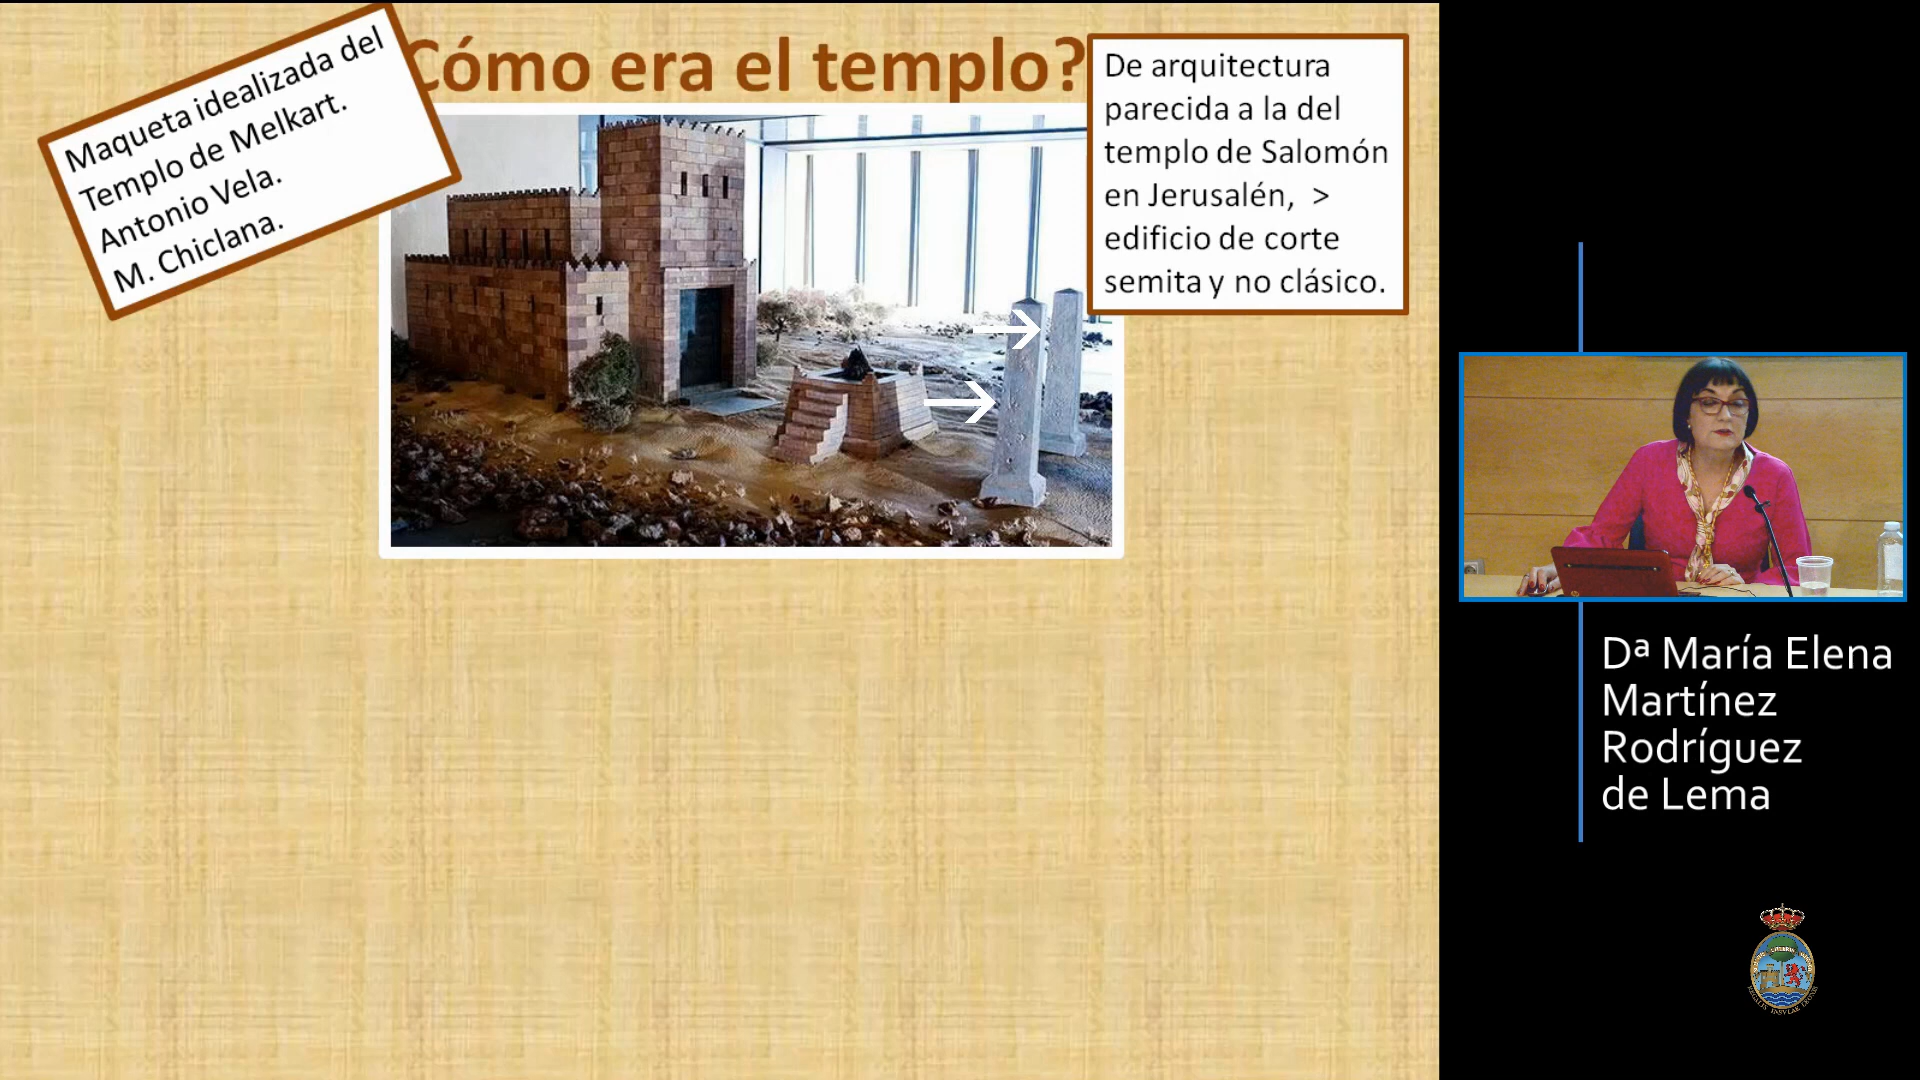 Cómo era el templo?
Maqueta idealizada del
Templo de Melkart.
Antonio Vela.
M. Chiclana.
De arquitectura
parecida a la del
templo de Salomón
en Jerusalén, >
edificio de corte
semita y no clásico.
Dª María Elena
Martínez
Rodríguez
de Lema